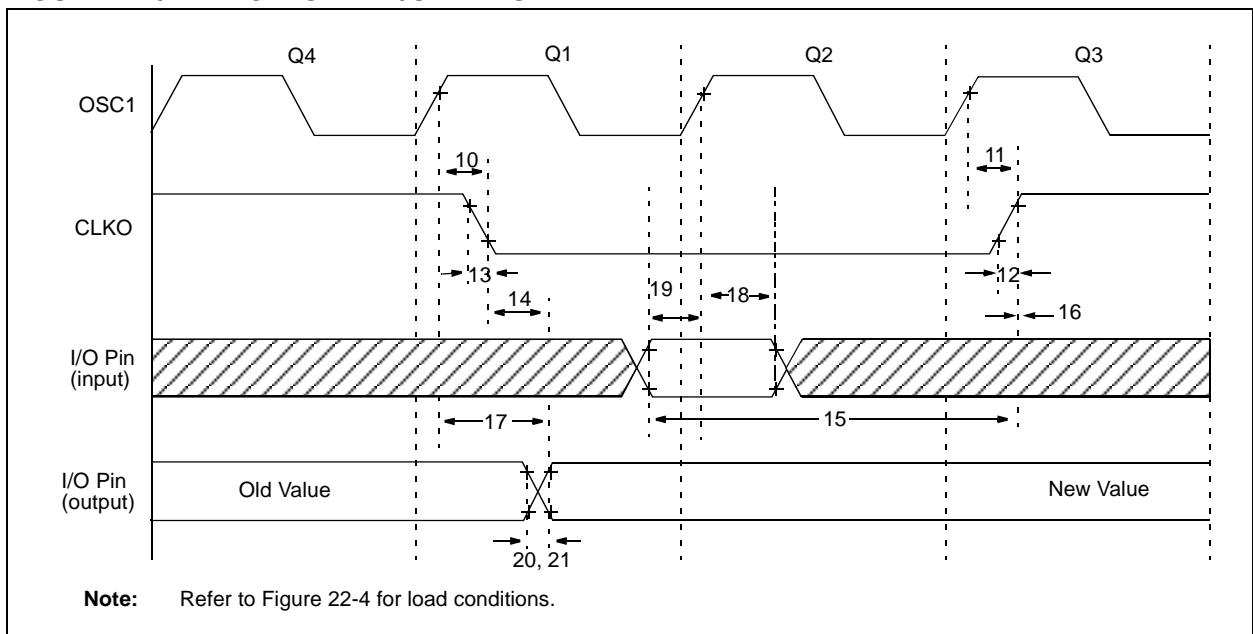 Q4 Q1 Q2 Q3
OSC1
10 11
CLKO
13 19 18 12
14 16
I/O Pin
(input)
17 15
I/O Pin
(output)
Old Value New Value
20, 21
Note: Refer to Figure 22-4 for load conditions.